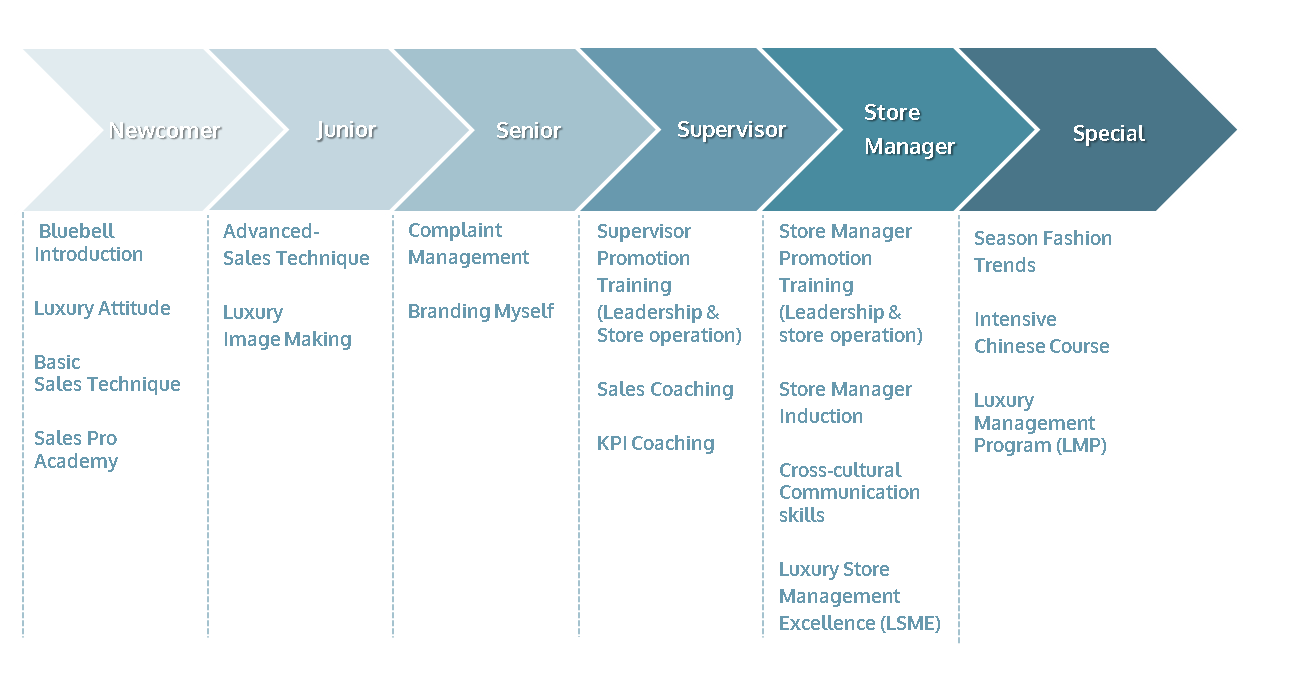 Newcomer
Junior
Senior
Supervisor
Store
Manager
Special
Bluebell
Introduction
Luxury Attitude
Basic
Sales Technique
Sales Pro
Academy
Advanced-
Sales Technique
Luxury
Image Making
Complaint
Management
Branding Myself
Supervisor
Promotion
Training
(Leadership &
Store operation)
Sales Coaching
KPI Coaching
Store Manager
Promotion
Training
(Leadership &
store operation)
Store Manager
Induction
Cross-cultural
Communication
skills
Luxury Store
Management
Excellence (LSME)
Season Fashion
Trends
Intensive
Chinese Course
Luxury
Management
Program (LMP)